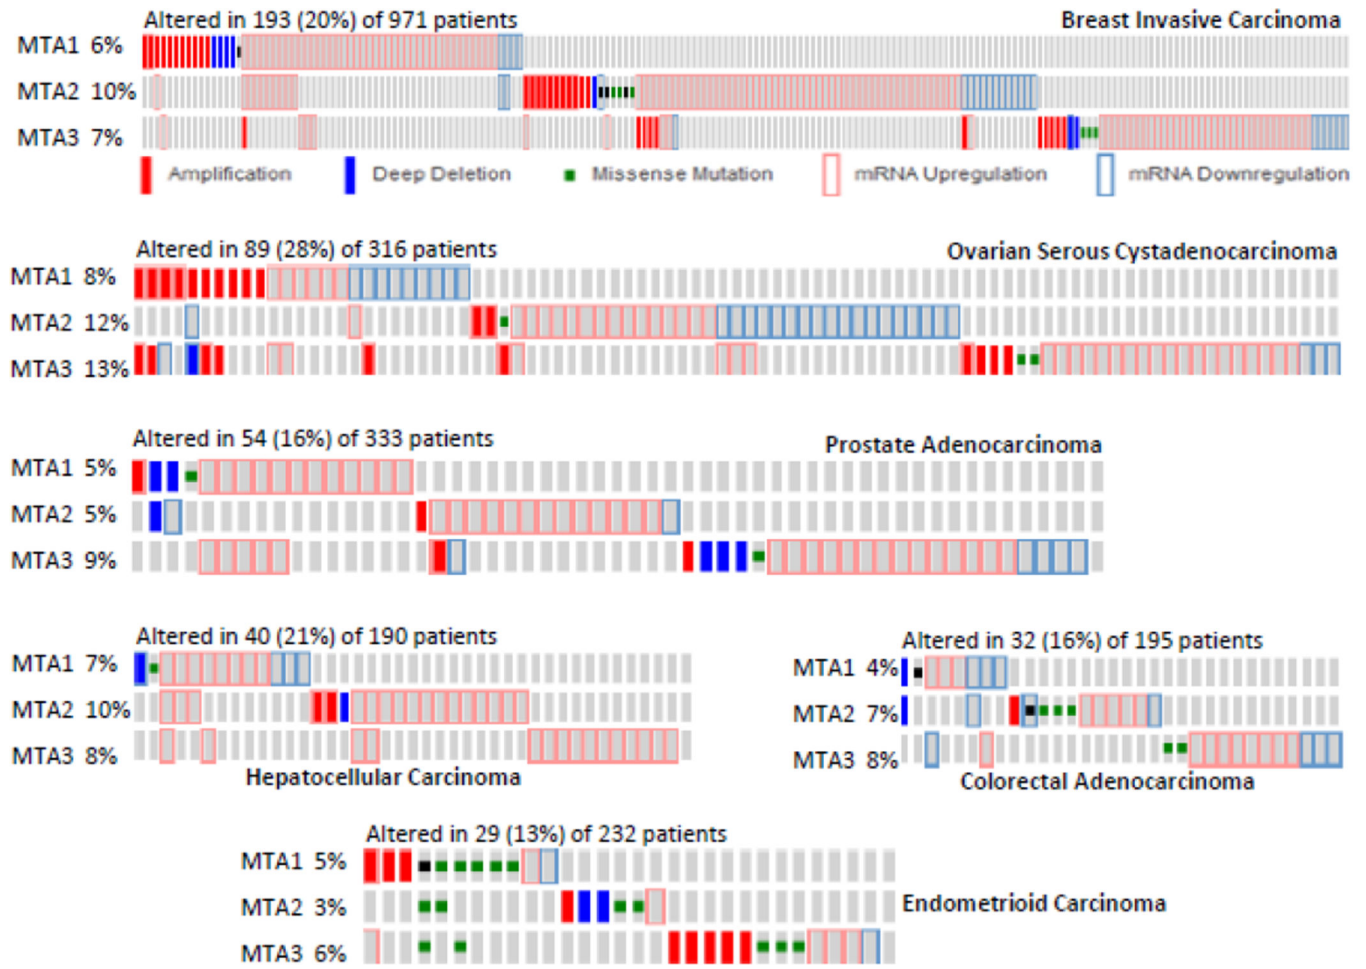 Altered in 193 (20%) of 971 patients
Breast Invasive Carcinoma
MTA1 6%
MTA2 10%
MTA3 7%
Amplification Deep Deletion Missense Mutation mRNA Upregulation mRNA Downregulation
Altered in 89 (28%) of 316 patients
Ovarian Serous Cystadenocarcinoma
MTA1 8%
MTA2 12%
MTA3 13%
Altered in 54 (16%) of 333 patients
Prostate Adenocarcinoma
MTA1 5%
MTA2 5%
MTA3 9%
Altered in 40 (21%) of 190 patients
MTA1 7%
MTA2 10%
MTA3 8%
Hepatocellular Carcinoma
Altered in 32 (16%) of 195 patients
MTA1 4%
MTA2 7%
MTA3 8%
Colorectal Adenocarcinoma
Altered in 29 (13%) of 232 patients
MTA1 5%
MTA2 3%
MTA3 6%
Endometrioid Carcinoma